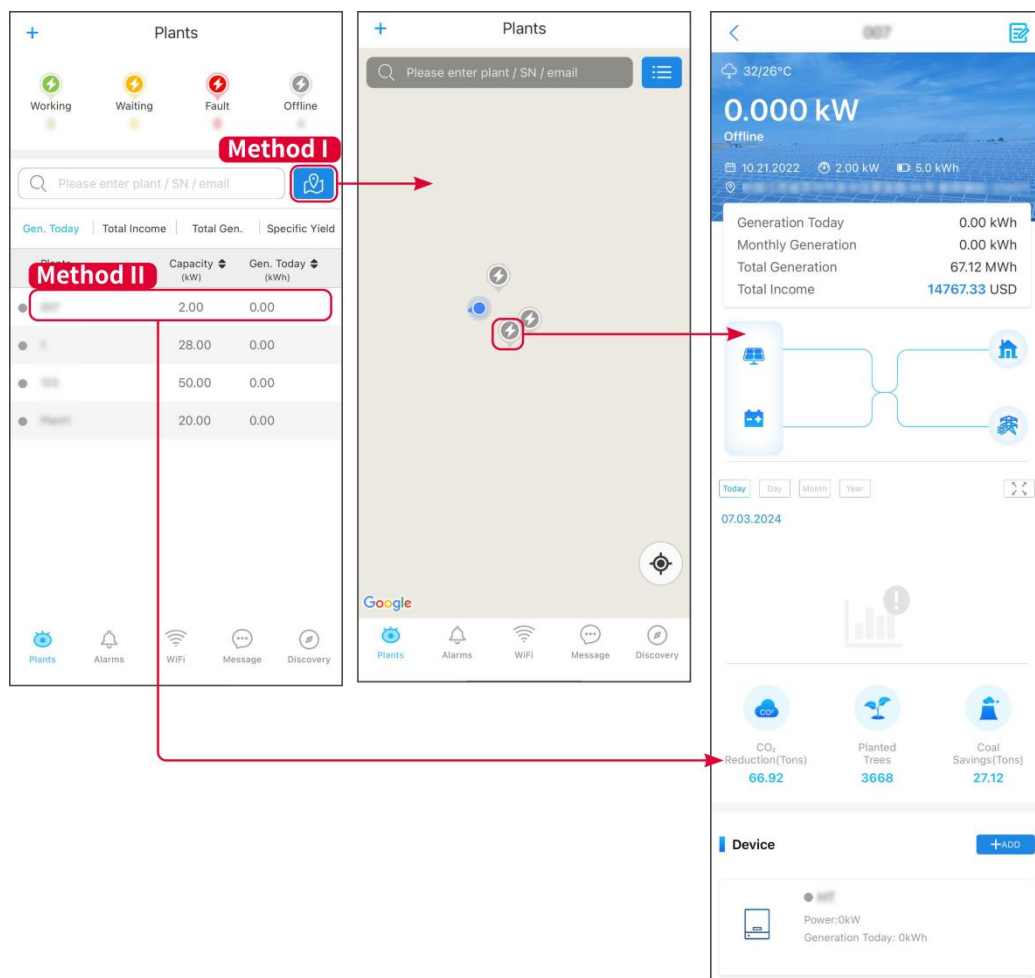 Plants
Working
Waiting
Fault
Offline
Method I
Please enter plant / SN / email
Gen. Today
Total Income
Total Gen.
Specific Yield
Plants
Method II
Capacity
(kW)
Gen. Today
(kWh)
2.00 0.00
28.00 0.00
50.00 0.00
20.00 0.00
Plants
Alarms
WiFi
Message
Discovery
Plants
Please enter plant / SN / email
Google
Plants
Alarms
WiFi
Message
Discovery
007
32/26°C
0.000 kW
Offline
10.21.2022 2.00 kW 5.0 kWh
Generation Today 0.00 kWh
Monthly Generation 0.00 kWh
Total Generation 67.12 MWh
Total Income 14767.33 USD
Today Day Month Year
07.03.2024
CO₂
CO₂
Reduction(Tons)
66.92
Planted
Trees
3668
Coal
Savings(Tons)
27.12
Device
+ADD
Power:0kW
Generation Today: 0kWh